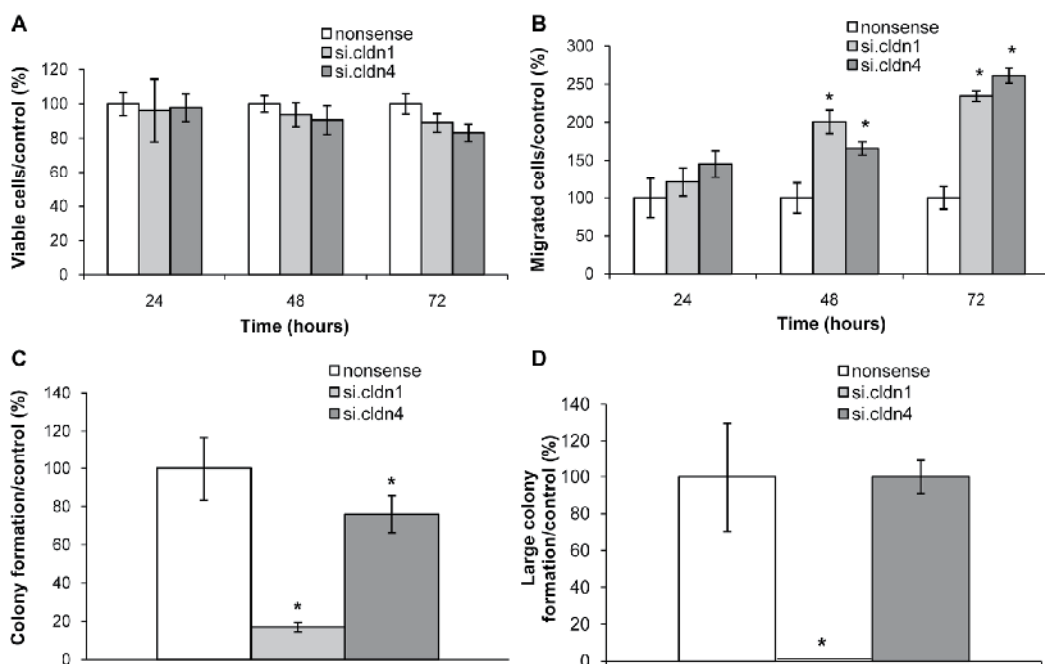 A
nonsense
si.cldn1
si.cldn4
Viable cells/control (%)
120
100
80
60
40
20
0
24 48 72
Time (hours)
B
nonsense
si.cldn1
si.cldn4
Migrated cells/control (%)
300
250
200
150
100
50
0
* * * *
24 48 72
Time (hours)
C
nonsense
si.cldn1
si.cldn4
Colony formation/control (%)
140
120
100
80
60
40
20
0
* *
D
nonsense
si.cldn1
si.cldn4
Large colony
formation/control (%)
140
120
100
80
60
40
20
0
*